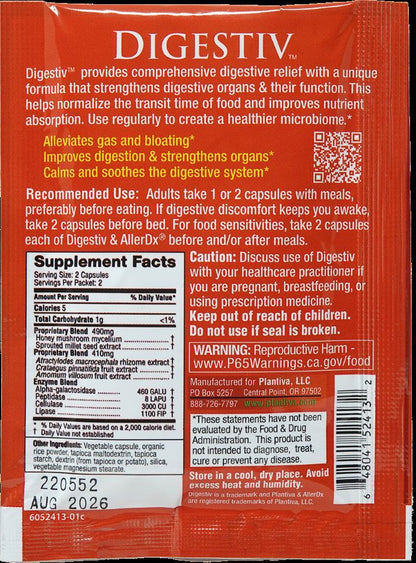 DIGESTIV™
Digestiv™ provides comprehensive digestive relief with a unique
formula that strengthens digestive organs & their function. This
helps normalize the transit time of food and improves nutrient
absorption. Use regularly to create a healthier microbiome.*
Alleviates gas and bloating*
Improves digestion & strengthens organs*
Calms and soothes the digestive system*
Recommended Use: Adults take 1 or 2 capsules with meals,
preferably before eating. If digestive discomfort keeps you awake,
take 2 capsules before bed. For food sensitivities, take 2 capsules
each of Digestiv & AllerDx® before and/or after meals.
Supplement Facts
Serving Size: 2 Capsules
Servings Per Packet: 2
Amount Per Serving % Daily Value*
Calories 5
Total Carbohydrate 1g <1%
Proprietary Blend 490mg
Honey mushroom mycelium †
Sprouted millet seed extract †
Proprietary Blend 410mg
Atractylodes macrocephala rhizome extract †
Crataegus pinnatifida fruit extract †
Amomum villosum fruit extract †
Enzyme Blend
Alpha-galactosidase 460 GALU †
Peptidase 8 LAPU †
Cellulase 3000 CU †
Lipase 1100 FIP †
* % Daily Values are based on a 2,000 calorie diet.
† Daily Value not established
Other Ingredients: Vegetable capsule, organic
rice powder, tapioca maltodextrin, tapioca
starch, dextrin (from tapioca or potato), silica,
vegetable magnesium stearate.
220552
AUG 2026
6052413-01c
Caution: Discuss use of Digestiv
with your healthcare practitioner if
you are pregnant, breastfeeding, or
using prescription medicine.
Keep out of reach of children.
Do not use if seal is broken.
WARNING: Reproductive Harm -
www.P65Warnings.ca.gov/food
Manufactured for Plantiva, LLC
PO Box 5257 Central Point, OR 97502
888-726-7797 www.plantiva.com
*These statements have not been
evaluated by the Food & Drug
Administration. This product is
not intended to diagnose, treat,
cure or prevent any disease.
Store in a cool, dry place. Avoid
excess heat and humidity.
Digestiv is a trademark and Plantiva & AllerDx
are registered trademarks of Plantiva, LLC.
6 48041 52413 2